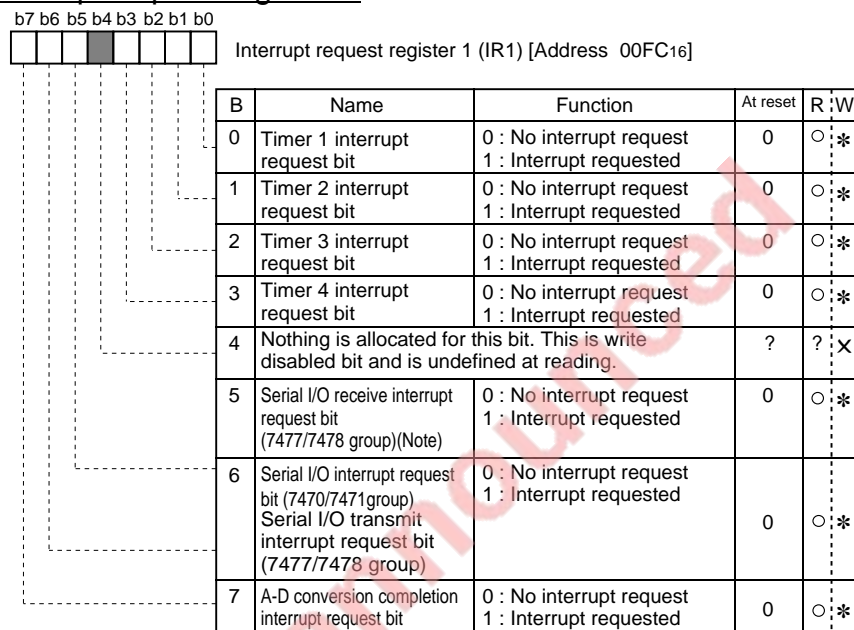 b7 b6 b5 b4 b3 b2 b1 b0
Interrupt request register 1 (IR1) [Address 00FC16]
B Name Function At reset R W
0 Timer 1 interrupt request bit 0 : No interrupt request 1 : Interrupt requested 0 ○ ✻
1 Timer 2 interrupt request bit 0 : No interrupt request 1 : Interrupt requested 0 ○ ✻
2 Timer 3 interrupt request bit 0 : No interrupt request 1 : Interrupt requested 0 ○ ✻
3 Timer 4 interrupt request bit 0 : No interrupt request 1 : Interrupt requested 0 ○ ✻
4 Nothing is allocated for this bit. This is write disabled bit and is undefined at reading. ? ? ×
5 Serial I/O receive interrupt request bit (7477/7478 group)(Note) 0 : No interrupt request 1 : Interrupt requested 0 ○ ✻
6 Serial I/O interrupt request bit (7470/7471group) Serial I/O transmit interrupt request bit (7477/7478 group) 0 : No interrupt request 1 : Interrupt requested 0 ○ ✻
7 A-D conversion completion interrupt request bit 0 : No interrupt request 1 : Interrupt requested 0 ○ ✻